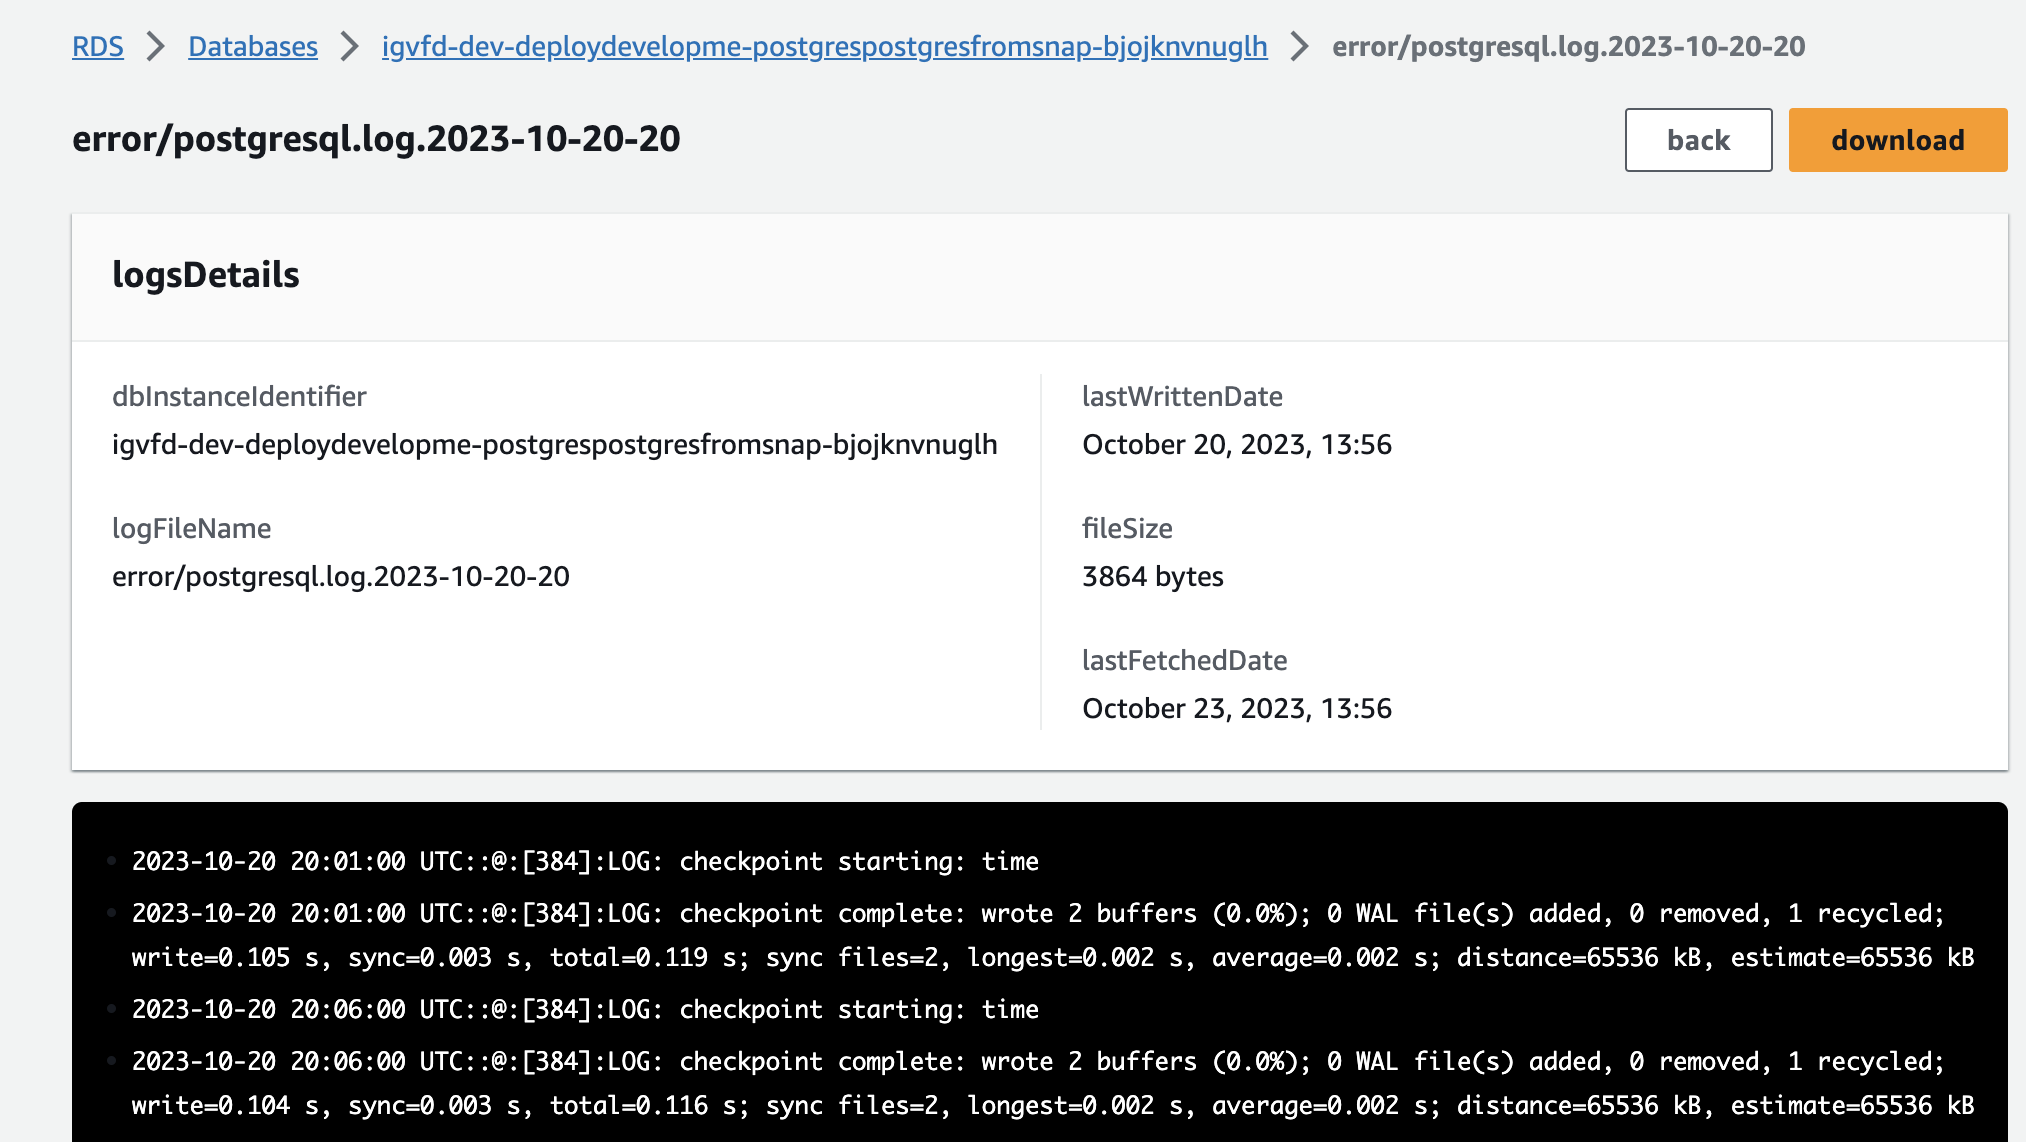 RDS > Databases > igvfd-dev-deploydevelopme-postgrespostgresfromsnap-bjojknvnuglh > error/postgresql.log.2023-10-20-20
error/postgresql.log.2023-10-20-20
back
download
logsDetails
dbInstanceIdentifier
igvfd-dev-deploydevelopme-postgrespostgresfromsnap-bjojknvnuglh
logFileName
error/postgresql.log.2023-10-20-20
lastWrittenDate
October 20, 2023, 13:56
fileSize
3864 bytes
lastFetchedDate
October 23, 2023, 13:56
2023-10-20 20:01:00 UTC::@:[384]:LOG: checkpoint starting: time
2023-10-20 20:01:00 UTC::@:[384]:LOG: checkpoint complete: wrote 2 buffers (0.0%); 0 WAL file(s) added, 0 removed, 1 recycled;
write=0.105 s, sync=0.003 s, total=0.119 s; sync files=2, longest=0.002 s, average=0.002 s; distance=65536 kB, estimate=65536 kB
2023-10-20 20:06:00 UTC::@:[384]:LOG: checkpoint starting: time
2023-10-20 20:06:00 UTC::@:[384]:LOG: checkpoint complete: wrote 2 buffers (0.0%); 0 WAL file(s) added, 0 removed, 1 recycled;
write=0.104 s, sync=0.003 s, total=0.116 s; sync files=2, longest=0.002 s, average=0.002 s; distance=65536 kB, estimate=65536 kB